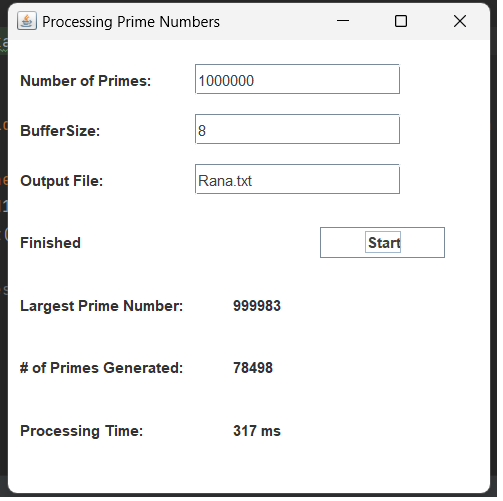 Processing Prime Numbers
Number of Primes: 1000000
BufferSize: 8
Output File: Rana.txt
Finished Start
Largest Prime Number: 999983
# of Primes Generated: 78498
Processing Time: 317 ms